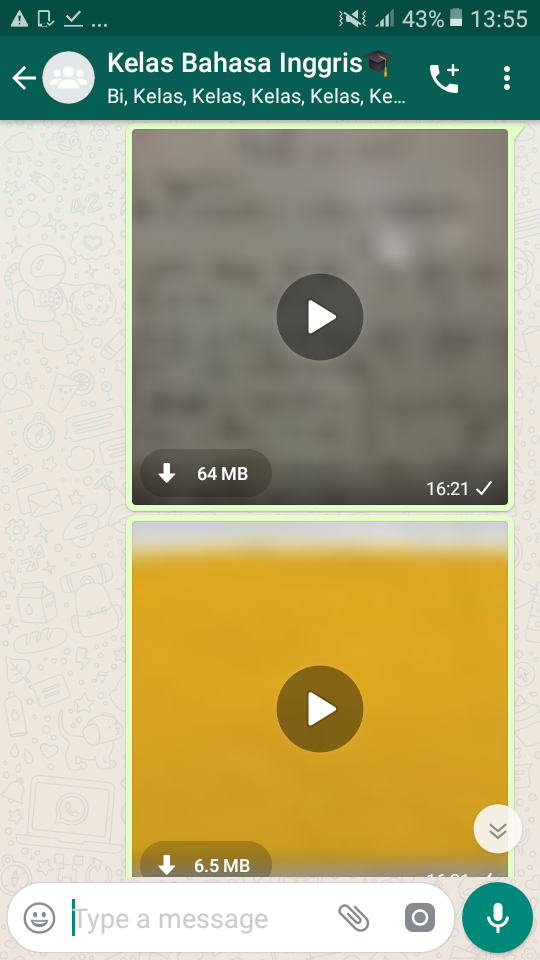 ... 43% 13:55
Kelas Bahasa Inggris🎓
Bi, Kelas, Kelas, Kelas, Kelas, Ke...
64 MB
16:21
6.5 MB
Type a message